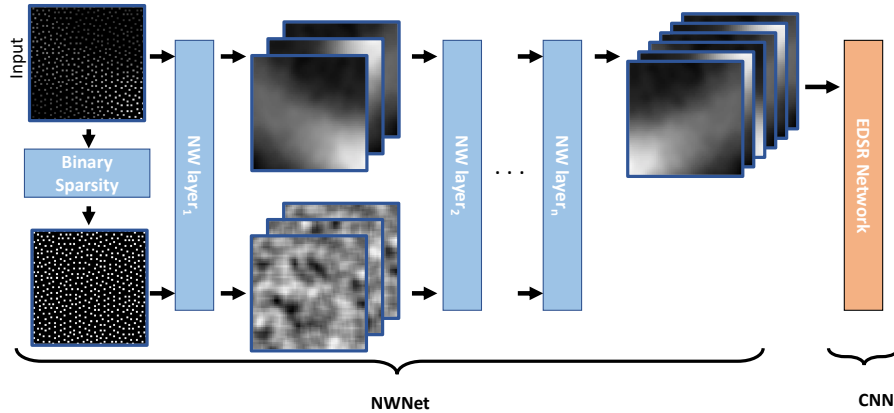 Input
Binary
Sparsity
NW layer1
NW layer2
. . .
NW layern
EDSR Network
NWNet
CNN